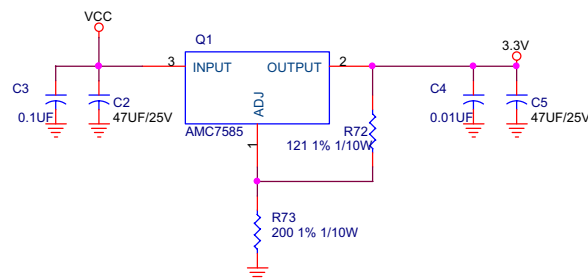 VCC
Q1
3.3V
3
INPUT
OUTPUT
2
ADJ
C3
0.1UF
C2
47UF/25V
AMC7585
1
R72
121 1% 1/10W
C4
0.01UF
C5
47UF/25V
R73
200 1% 1/10W